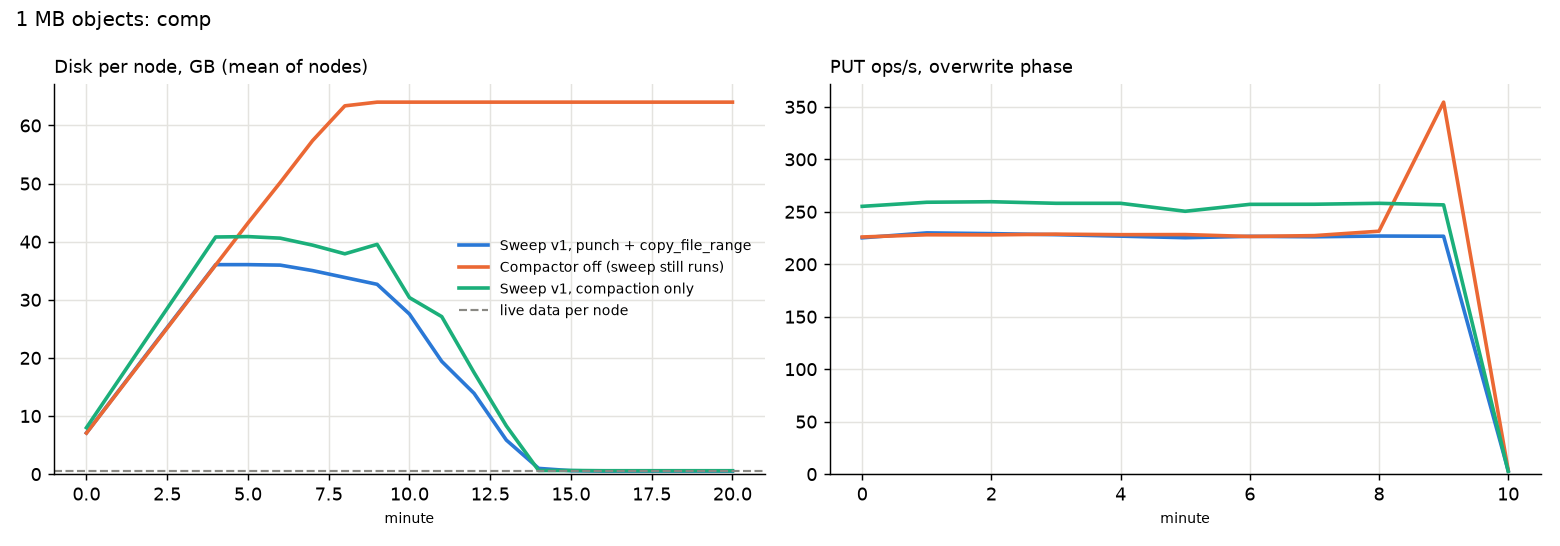 1 MB objects: comp
Disk per node, GB (mean of nodes)
60
50
40
30
20
10
0
0.0 2.5 5.0 7.5 10.0 12.5 15.0 17.5 20.0
minute
Sweep v1, punch + copy_file_range
Compactor off (sweep still runs)
Sweep v1, compaction only
live data per node
PUT ops/s, overwrite phase
350
300
250
200
150
100
50
0
0 2 4 6 8 10
minute